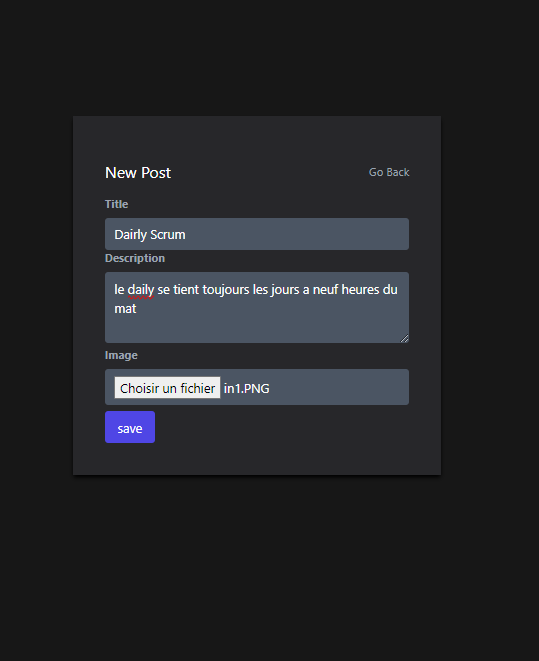 New Post
Go Back
Title
Dairly Scrum
Description
le daily se tient toujours les jours a neuf heures du
mat
Image
Choisir un fichier in1.PNG
save